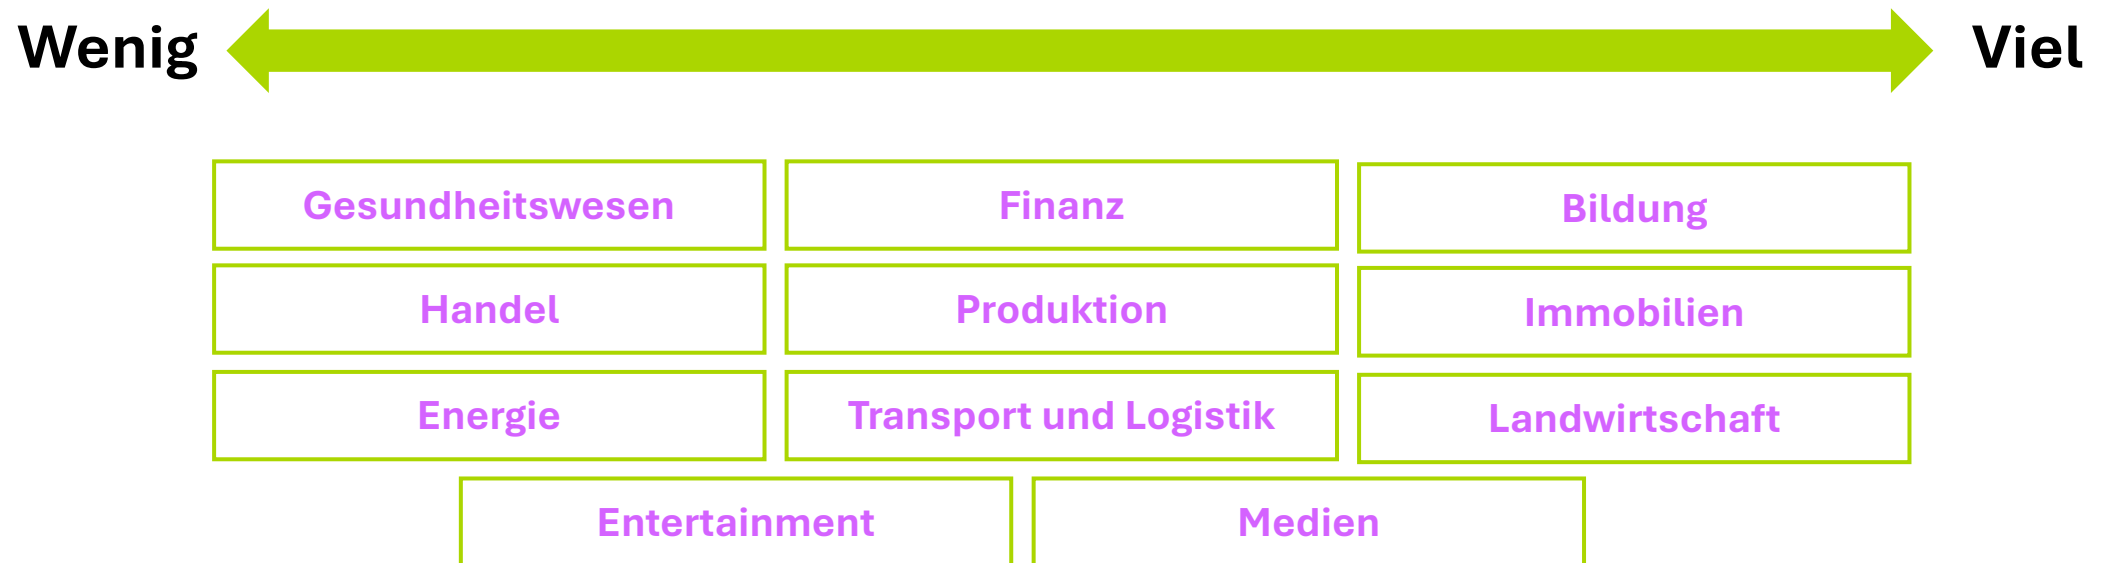 Wenig Viel
Gesundheitswesen Finanz Bildung
Handel Produktion Immobilien
Energie Transport und Logistik Landwirtschaft
Entertainment Medien